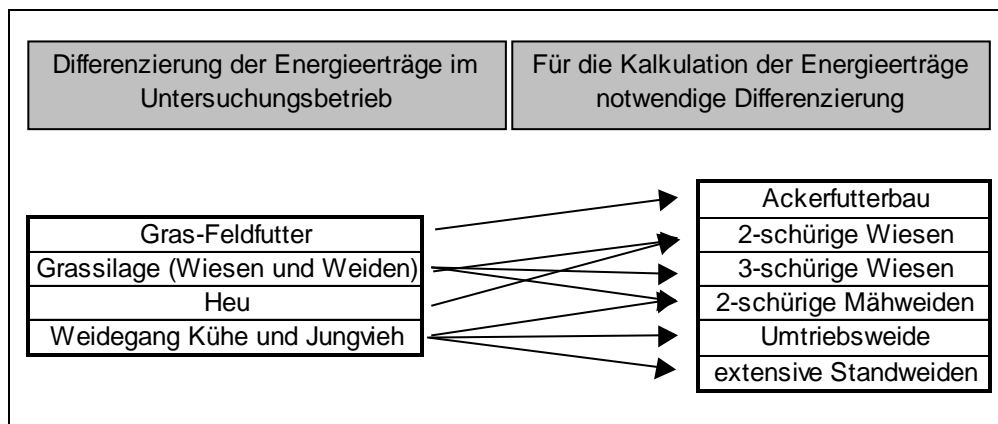 Differenzierung der Energieerträge im
Untersuchungsbetrieb
Für die Kalkulation der Energieerträge
notwendige Differenzierung
Gras-Feldfutter
Grassilage (Wiesen und Weiden)
Heu
Weidegang Kühe und Jungvieh
Ackerfutterbau
2-schürige Wiesen
3-schürige Wiesen
2-schürige Mähweiden
Umtriebsweide
extensive Standweiden